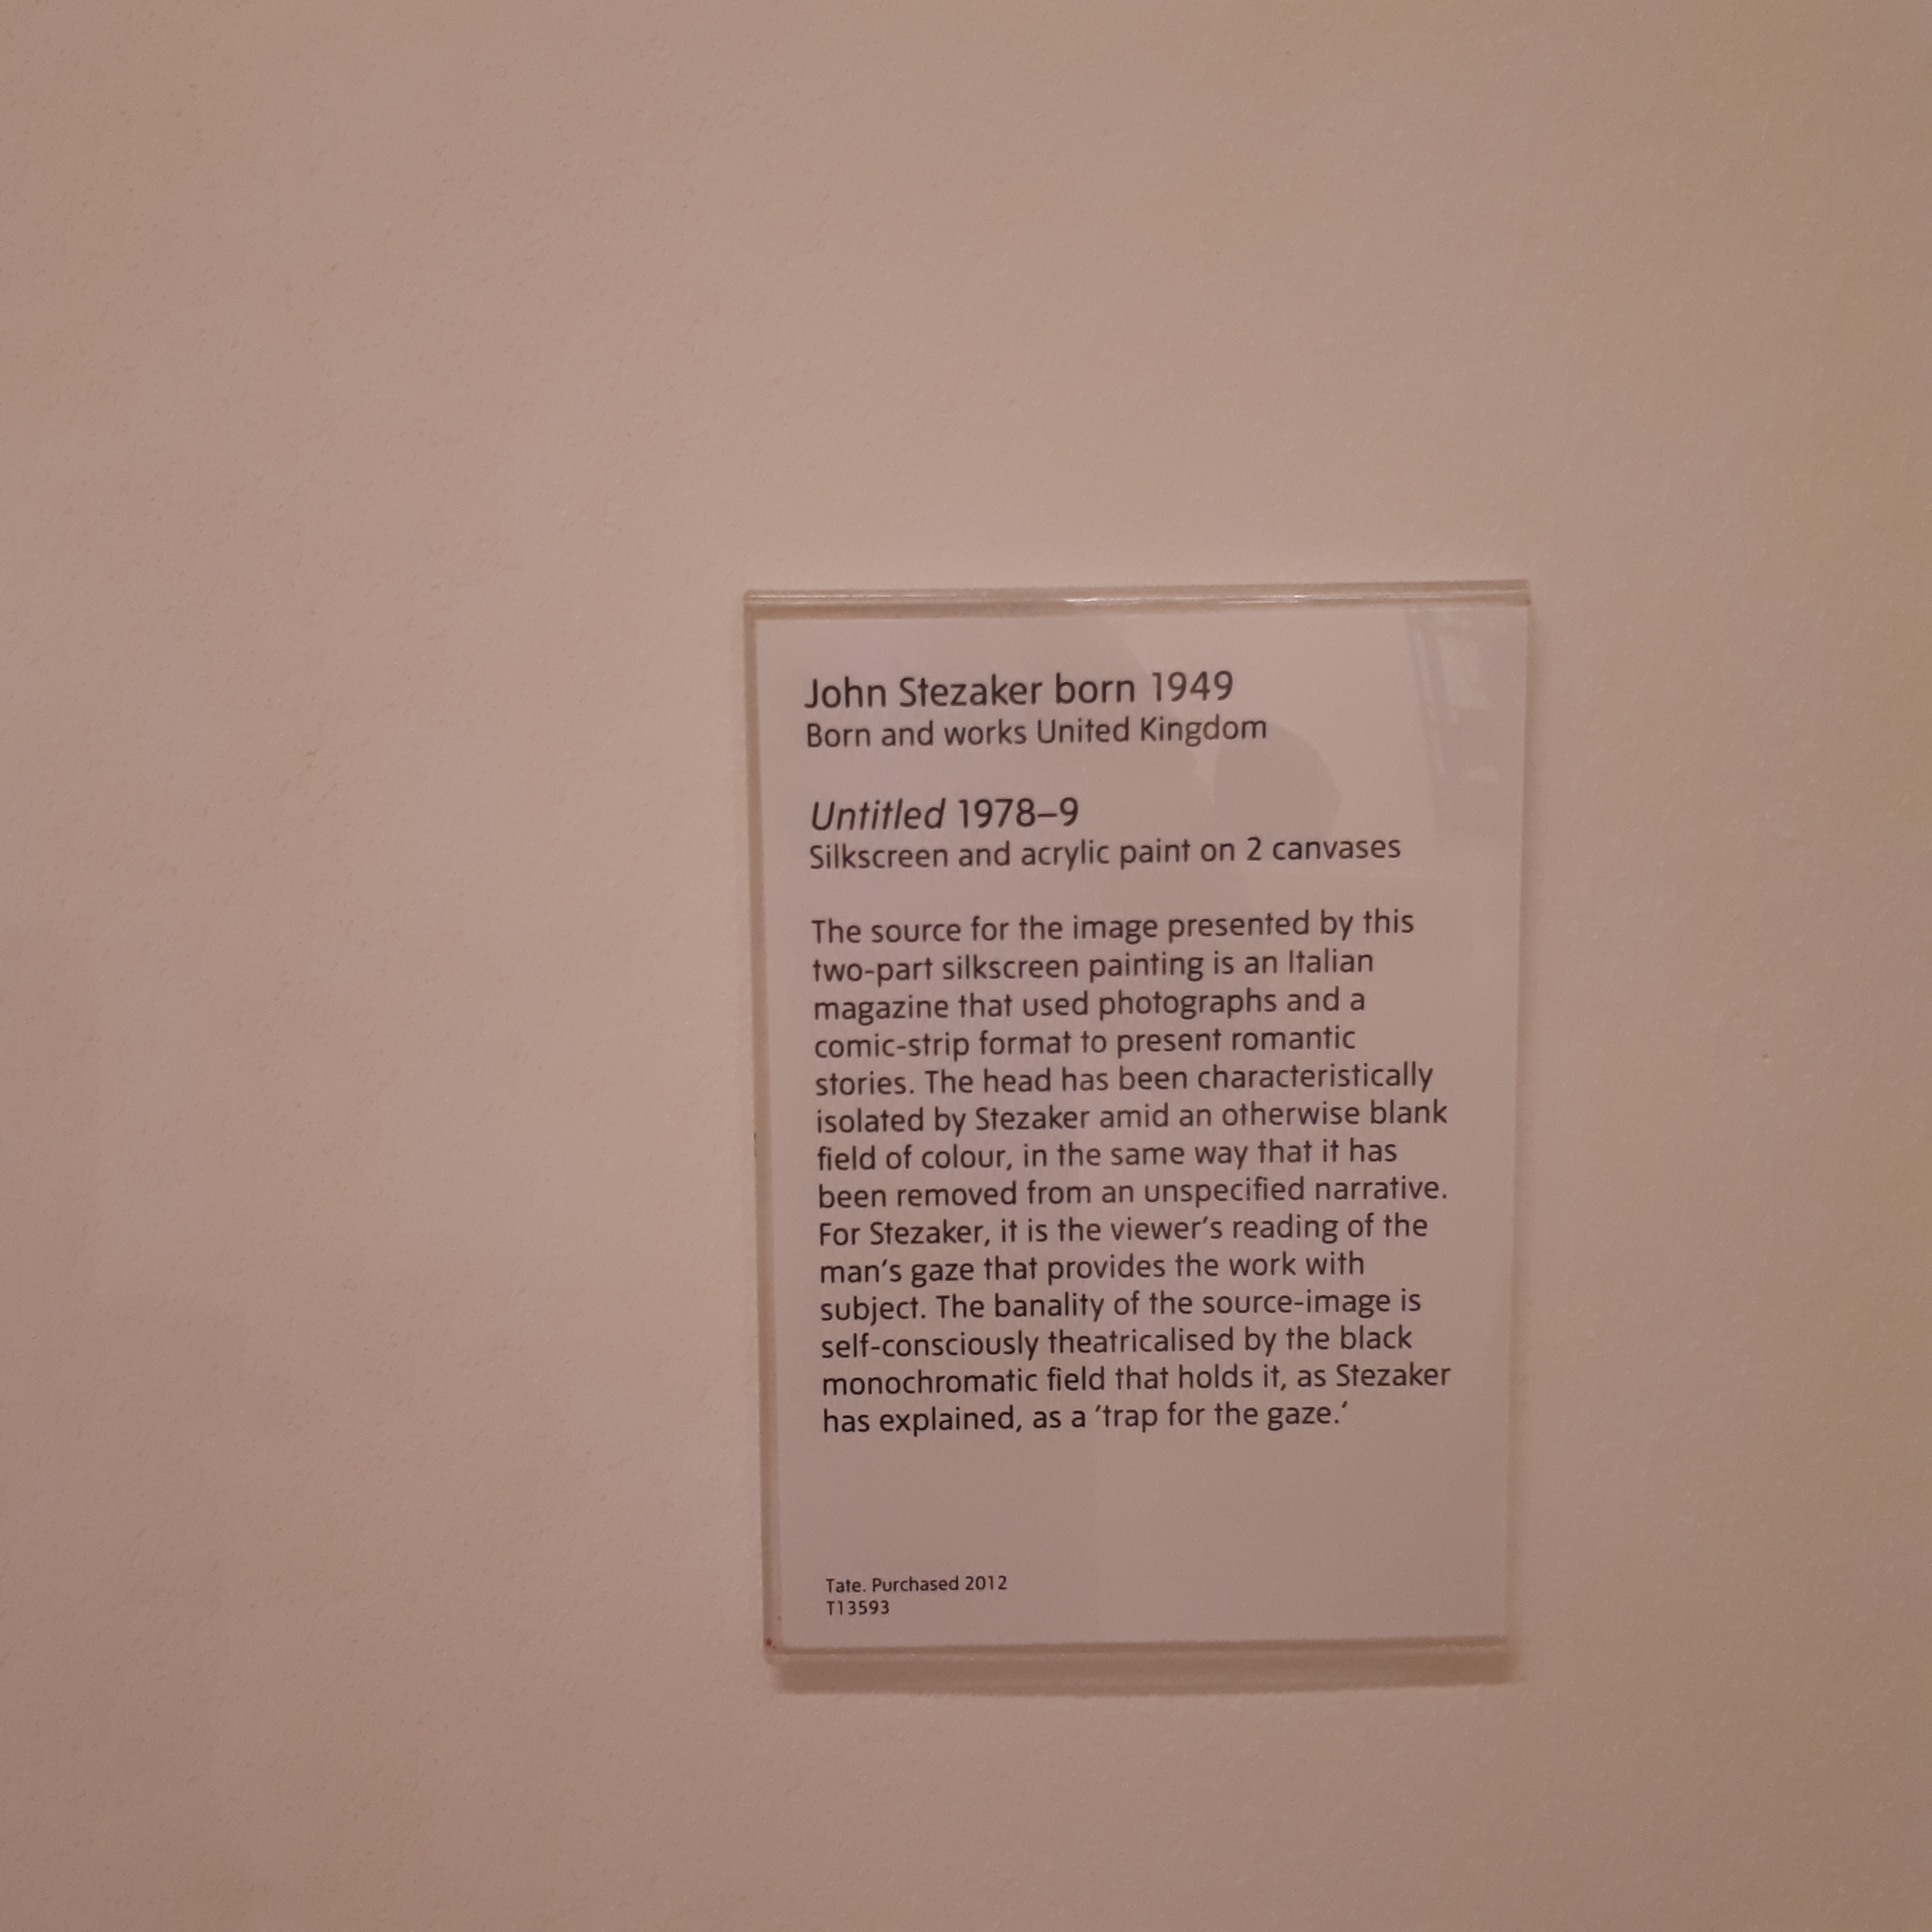 John Stezaker born 1949
Born and works United Kingdom
Untitled 1978–9
Silkscreen and acrylic paint on 2 canvases
The source for the image presented by this
two-part silkscreen painting is an Italian
magazine that used photographs and a
comic-strip format to present romantic
stories. The head has been characteristically
isolated by Stezaker amid an otherwise blank
field of colour, in the same way that it has
been removed from an unspecified narrative.
For Stezaker, it is the viewer’s reading of the
man’s gaze that provides the work with
subject. The banality of the source-image is
self-consciously theatricalised by the black
monochromatic field that holds it, as Stezaker
has explained, as a ‘trap for the gaze.‘
Tate. Purchased 2012
T13593